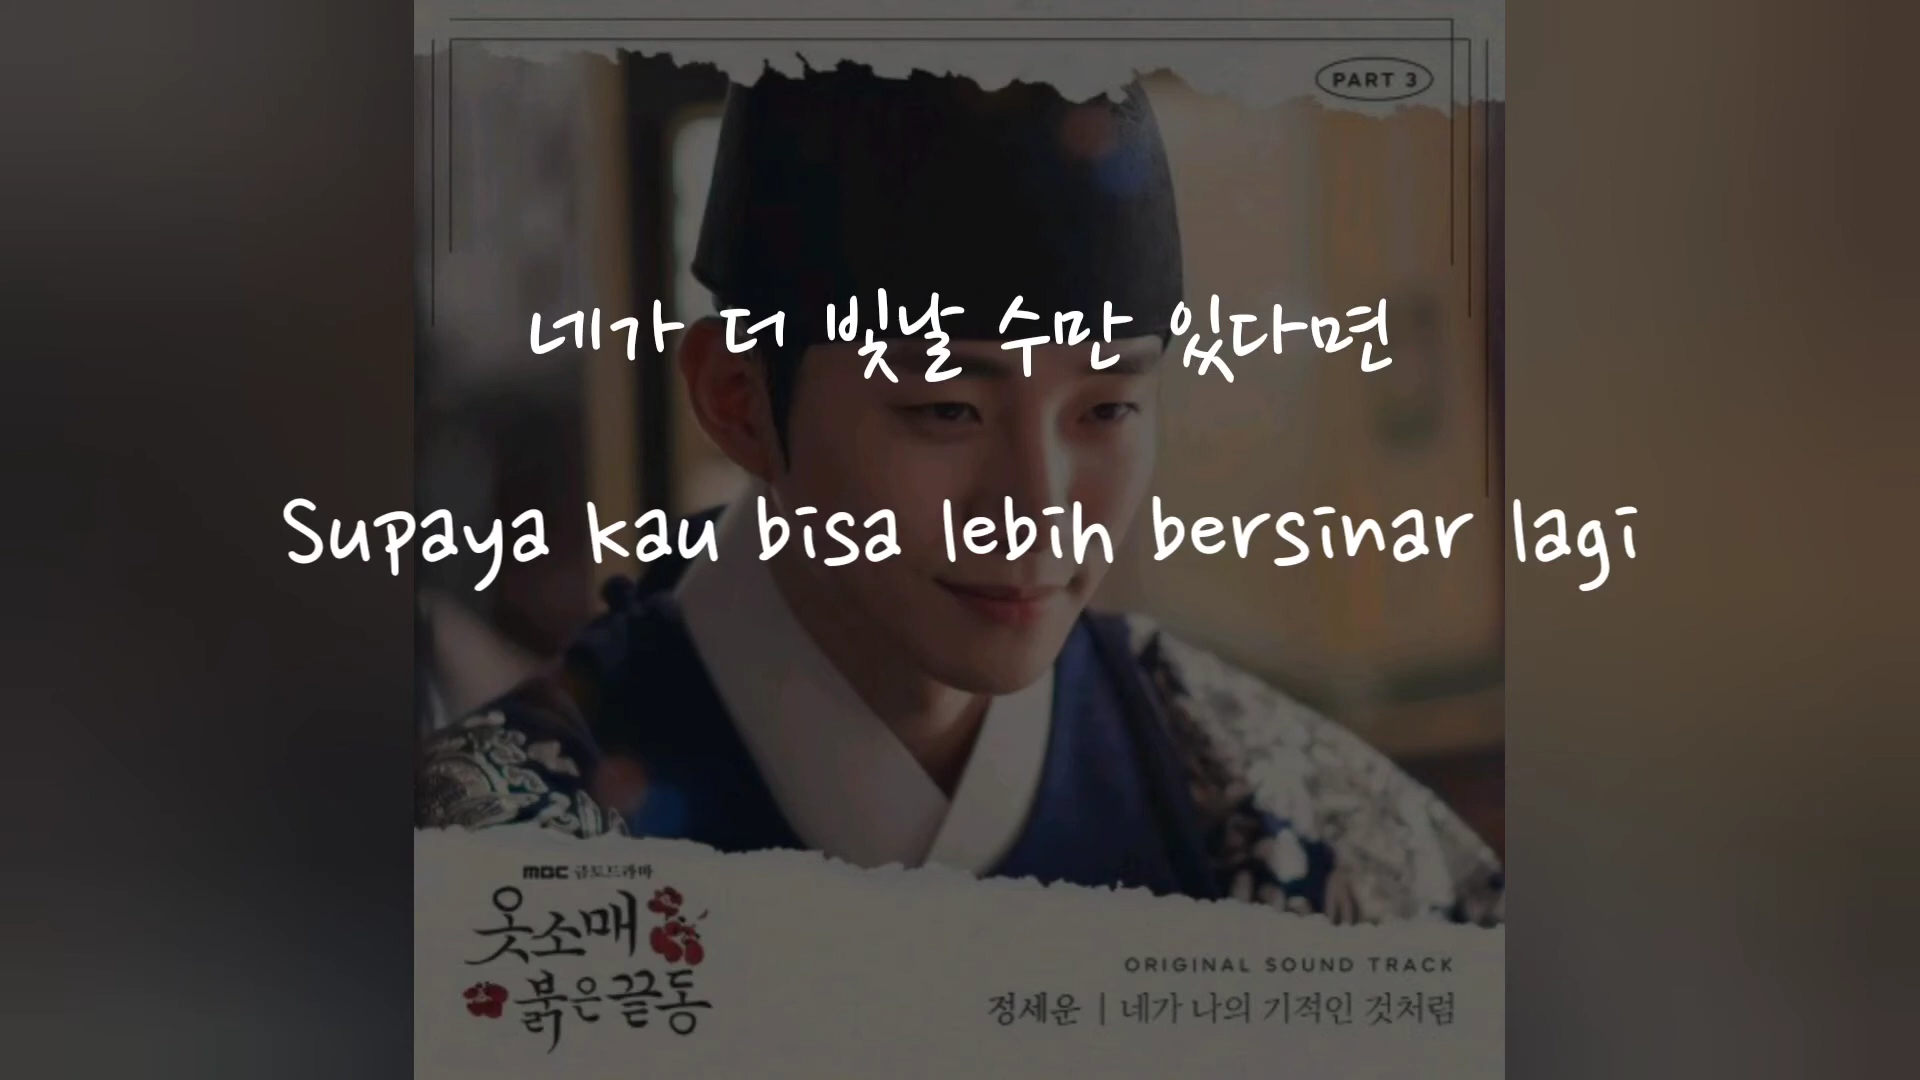 PART 3
네가 더 빛날 수만 있다면
Supaya kau bisa lebih bersinar lagi
MBC 금토드라마
옷소매
붉은 끝동
ORIGINAL SOUND TRACK
정세운 | 네가 나의 기적인 것처럼